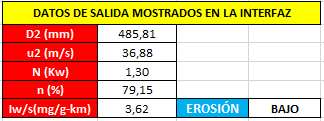 DATOS DE SALIDA MOSTRADOS EN LA INTERFAZ
D2 (mm) 485,81
u2 (m/s) 36,88
N (Kw) 1,30
n (%) 79,15
Iw/s(mg/g-km) 3,62 EROSIÓN BAJO